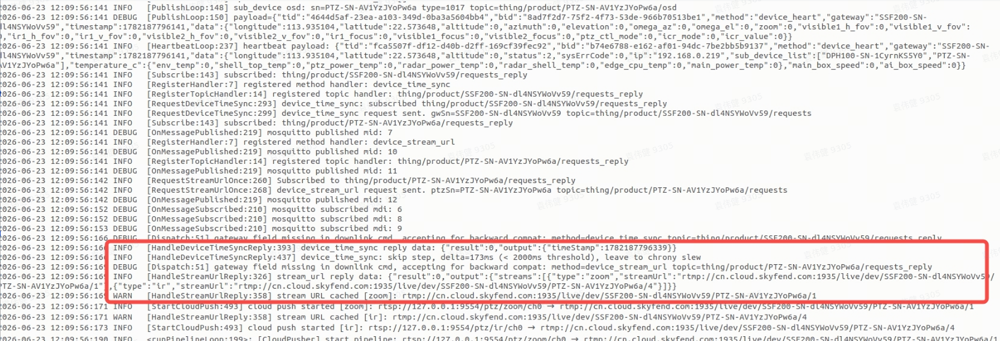 026-06-23 12:09:56:141 INFO [PublishLoop:148] sub_device osd: sn=PTZ-SN-AV1YzJYoPw6a type=1017 topic=thing/product/PTZ-SN-AV1YzJYoPw6a/osd
026-06-23 12:09:56:141 DEBUG [PublishLoop:150] payload={"tid":"4644d5af-23ea-a103-349d-0ba3a5604bb4","bid":"8ad7f2d7-75f2-4f73-53de-966b70513be1","method":"device_heart","gateway":"SSF200-SN-
dl4NSYWoVv59","timestamp":1782187796141,"data":{"longitude":113.935104,"latitude":22.573648,"altitude":0,"azimuth":0,"elevation":0,"omega_az":0,"omega_el":0,"zoom":0,"visible1_h_fov":0,"visible1_v_fov":
,"ir1_h_fov":0,"ir1_v_fov":0,"visible2_h_fov":0,"visible2_v_fov":0,"ir1_focus":0,"visible1_focus":0,"visible2_focus":0,"ptz_ctl_mode":0,"icr_mode":0,"icr_value":0}}
026-06-23 12:09:56:141 INFO [HeartbeatLoop:237] heartbeat payload: {"tid":"fca5507f-df12-d40b-d2ff-169cf39fec92","bid":"b74e6788-e162-af01-94dc-7be2bb5b9137","method":"device_heart","gateway":"SSF200-SN-
dl4NSYWoVv59","timestamp":1782187796141,"data":{"longitude":113.935104,"latitude":22.573648,"altitude":0,"status":2,"sysErrCode":0,"ip":"192.168.0.219","sub_device_list":["DPH100-SN-1CyrnKS5Y0","PTZ-SN-
AV1YzJYoPw6a"],"temperature_c":{"env_temp":0,"shell_top_temp":0,"ptz_power_temp":0,"radar_power_temp":0,"radar_shell_temp":0,"edge_cpu_temp":0,"main_power_temp":0},"main_box_speed":0,"ai_box_speed":0}}
026-06-23 12:09:56:141 INFO [Subscribe:143] subscribed: thing/product/SSF200-SN-dl4NSYWoVv59/requests_reply
026-06-23 12:09:56:141 INFO [RegisterHandler:7] registered method handler: device_time_sync
026-06-23 12:09:56:141 INFO [RegisterTopicHandler:14] registered topic handler: thing/product/SSF200-SN-dl4NSYWoVv59/requests_reply
026-06-23 12:09:56:141 INFO [RequestDeviceTimeSync:293] device_time_sync: subscribed thing/product/SSF200-SN-dl4NSYWoVv59/requests_reply
026-06-23 12:09:56:141 INFO [RequestDeviceTimeSync:299] device_time_sync request sent. gwSn=SSF200-SN-dl4NSYWoVv59 topic=thing/product/SSF200-SN-dl4NSYWoVv59/requests
026-06-23 12:09:56:141 INFO [Subscribe:143] subscribed: thing/product/PTZ-SN-AV1YzJYoPw6a/requests_reply
026-06-23 12:09:56:141 DEBUG [OnMessagePublished:219] mosquitto published mid: 7
026-06-23 12:09:56:141 INFO [RegisterHandler:7] registered method handler: device_stream_url
026-06-23 12:09:56:141 DEBUG [OnMessagePublished:219] mosquitto published mid: 10
026-06-23 12:09:56:141 INFO [RegisterTopicHandler:14] registered topic handler: thing/product/PTZ-SN-AV1YzJYoPw6a/requests_reply
026-06-23 12:09:56:141 DEBUG [OnMessagePublished:219] mosquitto published mid: 11
026-06-23 12:09:56:142 INFO [RequestStreamUrlOnce:260] Subscribed to thing/product/PTZ-SN-AV1YzJYoPw6a/requests_reply
026-06-23 12:09:56:142 INFO [RequestStreamUrlOnce:268] device_stream_url request sent. ptzSn=PTZ-SN-AV1YzJYoPw6a topic=thing/product/PTZ-SN-AV1YzJYoPw6a/requests
026-06-23 12:09:56:142 DEBUG [OnMessagePublished:219] mosquitto published mid: 12
026-06-23 12:09:56:152 DEBUG [OnMessageSubscribed:210] mosquitto subscribed mdi: 6
026-06-23 12:09:56:152 DEBUG [OnMessageSubscribed:210] mosquitto subscribed mdi: 8
026-06-23 12:09:56:153 DEBUG [OnMessageSubscribed:210] mosquitto subscribed mdi: 9
026-06-23 12:09:56:166 DEBUG [Dispatch:51] gateway field missing in downlink cmd, accepting for backward compat: method=device_time_sync topic=thing/product/SSF200-SN-dl4NSYWoVv59/requests_reply
026-06-23 12:09:56:166 INFO [HandleDeviceTimeSyncReply:393] device_time_sync reply data: {"result":0,"output":{"timeStamp":1782187796339}}
026-06-23 12:09:56:166 INFO [HandleDeviceTimeSyncReply:437] device_time_sync: skip step, delta=173ms (< 2000ms threshold), leave to chrony slew
026-06-23 12:09:56:169 DEBUG [Dispatch:51] gateway field missing in downlink cmd, accepting for backward compat: method=device_stream_url topic=thing/product/PTZ-SN-AV1YzJYoPw6a/requests_reply
026-06-23 12:09:56:169 INFO [HandleStreamUrlReply:326] stream_url reply data: {"result":0,"output":{"streams":[{"type":"zoom","streamUrl":"rtmp://cn.cloud.skyfend.com:1935/live/dev/SSF200-SN-dl4NSYWoVv59/
PTZ-SN-AV1YzJYoPw6a/1"},{"type":"ir","streamUrl":"rtmp://cn.cloud.skyfend.com:1935/live/dev/SSF200-SN-dl4NSYWoVv59/PTZ-SN-AV1YzJYoPw6a/4"}]}}
026-06-23 12:09:56:169 WARN [HandleStreamUrlReply:358] stream URL cached [zoom]: rtmp://cn.cloud.skyfend.com:1935/live/dev/SSF200-SN-dl4NSYWoVv59/PTZ-SN-AV1YzJYoPw6a/1
026-06-23 12:09:56:171 INFO [StartCloudPush:493] cloud push started [zoom]: rtsp://127.0.0.1:9554/ptz/zoom/ch0 → rtmp://cn.cloud.skyfend.com:1935/live/dev/SSF200-SN-dl4NSYWoVv59/PTZ-SN-AV1YzJYoPw6a/1
026-06-23 12:09:56:171 WARN [HandleStreamUrlReply:358] stream URL cached [ir]: rtmp://cn.cloud.skyfend.com:1935/live/dev/SSF200-SN-dl4NSYWoVv59/PTZ-SN-AV1YzJYoPw6a/4
026-06-23 12:09:56:173 INFO [StartCloudPush:493] cloud push started [ir]: rtsp://127.0.0.1:9554/ptz/ir/ch0 → rtmp://cn.cloud.skyfend.com:1935/live/dev/SSF200-SN-dl4NSYWoVv59/PTZ-SN-AV1YzJYoPw6a/4
026-06-23 12:09:56:190 INFO <runPipelineLoop:199>: [CloudPusher] start pipeline: rtsp://127.0.0.1:9554/ptz/zoom/ch0 → rtmp://cn.cloud.skyfend.com:1935/live/dev/SSF200-SN-dl4NSYWoVv59/PTZ-SN-AV1YzJYoPw6a/1